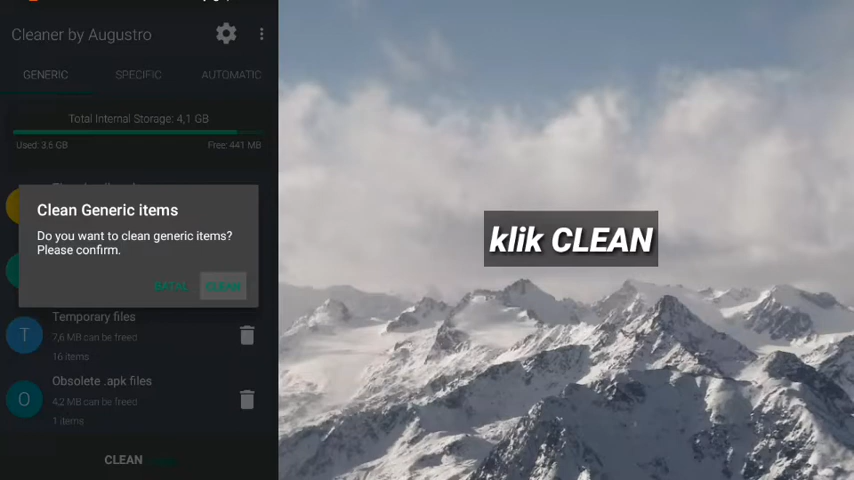 Cleaner by Augustro
GENERIC SPECIFIC AUTOMATIC
Total Internal Storage: 4,1 GB
Used: 3.6 GB Free: 441 MB
Clean Generic items
Do you want to clean generic items?
Please confirm.
BATAL CLEAN
Temporary files
T
7,6 MB can be freed
16 items
Obsolete .apk files
O
4,2 MB can be freed
1 items
CLEAN
klik CLEAN